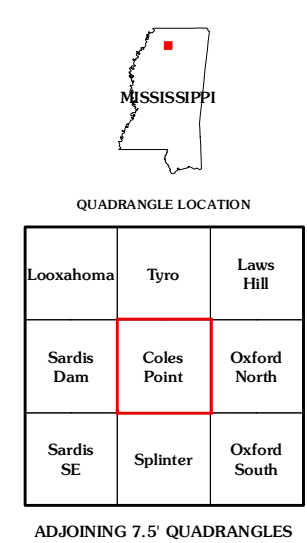 MISSISSIPPI
QUADRANGLE LOCATION
Looxahoma
Tyro
Laws
Hill
Sardis
Dam
Coles
Point
Oxford
North
Sardis
SE
Splinter
Oxford
South
ADJOINING 7.5' QUADRANGLES